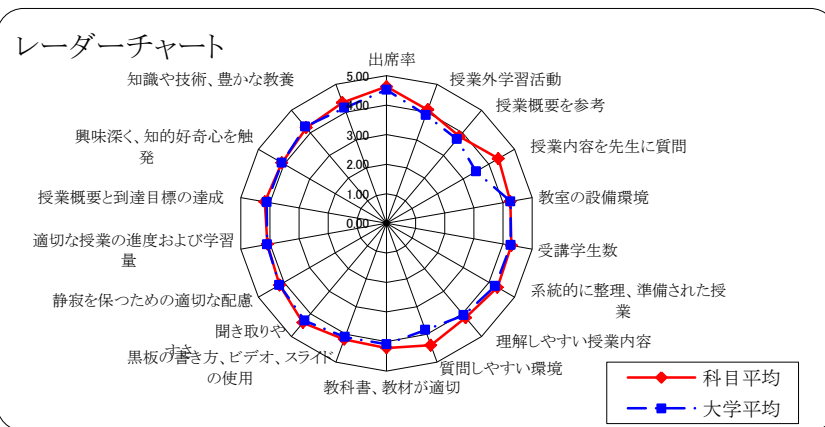 レーダーチャート
出席率
授業外学習活動
授業概要を参考
授業内容を先生に質問
教室の設備環境
受講学生数
系統的に整理、準備された授
業
理解しやすい授業内容
質問しやすい環境
教科書、教材が適切
黒板の書き方、ビデオ、スライド
の使用
聞き取りや
すさ
静寂を保つための適切な配慮
適切な授業の進度および学習
量
授業概要と到達目標の達成
興味深く、知的好奇心を触
発
知識や技術、豊かな教養
5.00
4.00
3.00
2.00
1.00
0.00
科目平均
大学平均